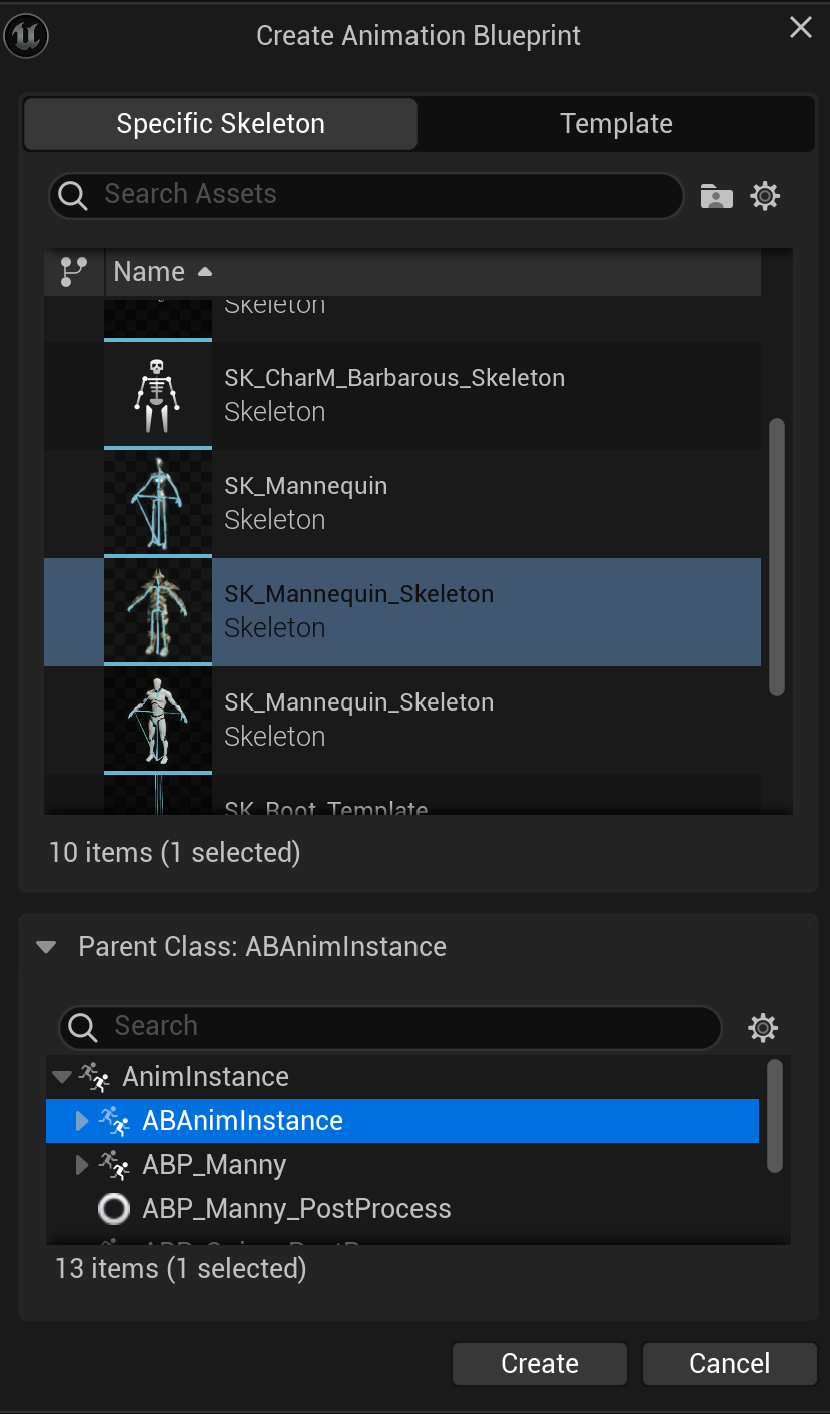 Create Animation Blueprint
Specific Skeleton
Template
Search Assets
Name
Skeleton
SK_CharM_Barbarous_Skeleton
Skeleton
SK_Mannequin
Skeleton
SK_Mannequin_Skeleton
Skeleton
SK_Mannequin_Skeleton
Skeleton
SK_Root_Template
10 items (1 selected)
Parent Class: ABAnimInstance
Search
AnimInstance
ABAnimInstance
ABP_Manny
ABP_Manny_PostProcess
13 items (1 selected)
Create
Cancel